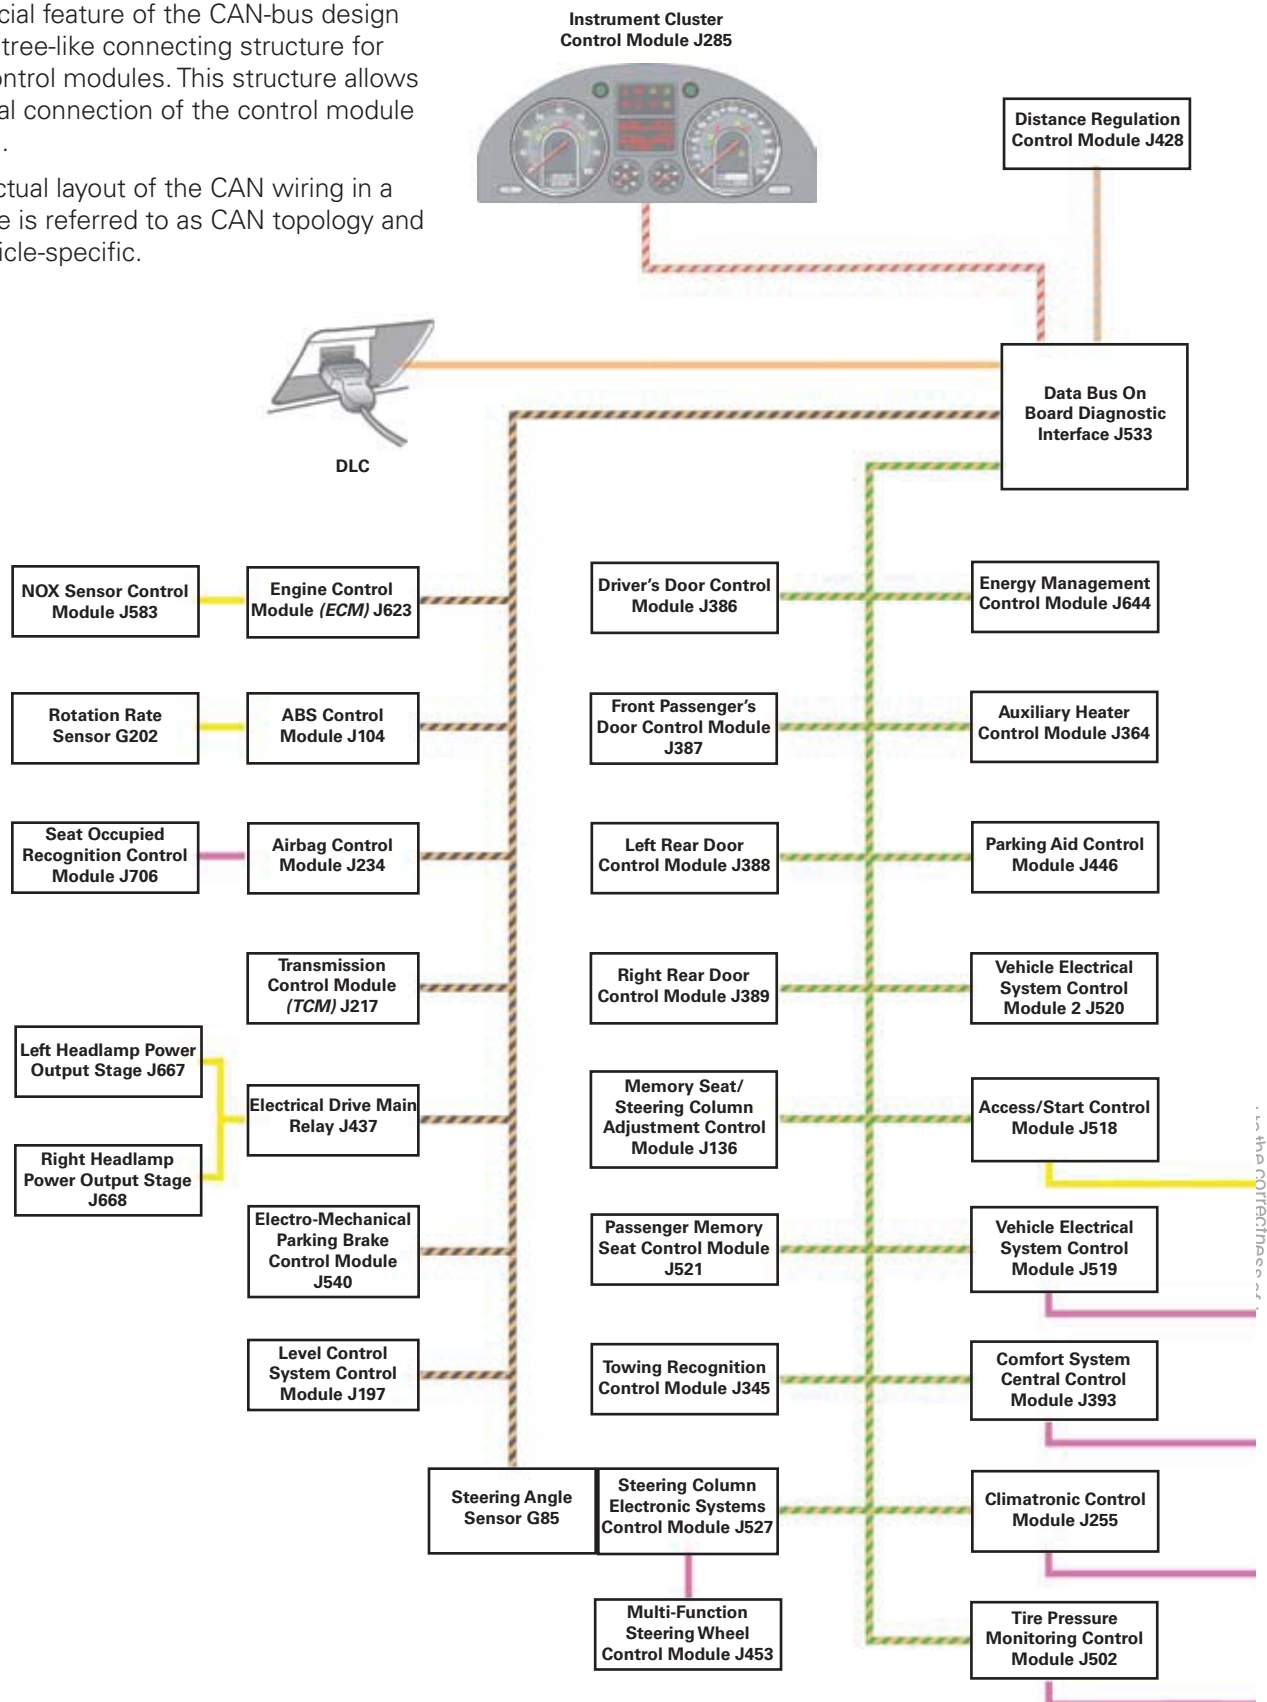 cial feature of the CAN-bus design
tree-like connecting structure for
ntrol modules. This structure allows
al connection of the control module
.
ctual layout of the CAN wiring in a
e is referred to as CAN topology and
icle-specific.
Instrument Cluster
Control Module J285
Distance Regulation
Control Module J428
Data Bus On
Board Diagnostic
Interface J533
DLC
NOX Sensor Control
Module J583
Engine Control
Module (ECM) J623
Driver's Door Control
Module J386
Energy Management
Control Module J644
Rotation Rate
Sensor G202
ABS Control
Module J104
Front Passenger's
Door Control Module
J387
Auxiliary Heater
Control Module J364
Seat Occupied
Recognition Control
Module J706
Airbag Control
Module J234
Left Rear Door
Control Module J388
Parking Aid Control
Module J446
Transmission
Control Module
(TCM) J217
Right Rear Door
Control Module J389
Vehicle Electrical
System Control
Module 2 J520
Left Headlamp Power
Output Stage J667
Electrical Drive Main
Relay J437
Right Headlamp
Power Output Stage
J668
Memory Seat/
Steering Column
Adjustment Control
Module J136
Access/Start Control
Module J518
Electro-Mechanical
Parking Brake
Control Module
J540
Passenger Memory
Seat Control Module
J521
Vehicle Electrical
System Control
Module J519
Level Control
System Control
Module J197
Towing Recognition
Control Module J345
Comfort System
Central Control
Module J393
Steering Angle
Sensor G85
Steering Column
Electronic Systems
Control Module J527
Climatronic Control
Module J255
Multi-Function
Steering Wheel
Control Module J453
Tire Pressure
Monitoring Control
Module J502
to the correctness of